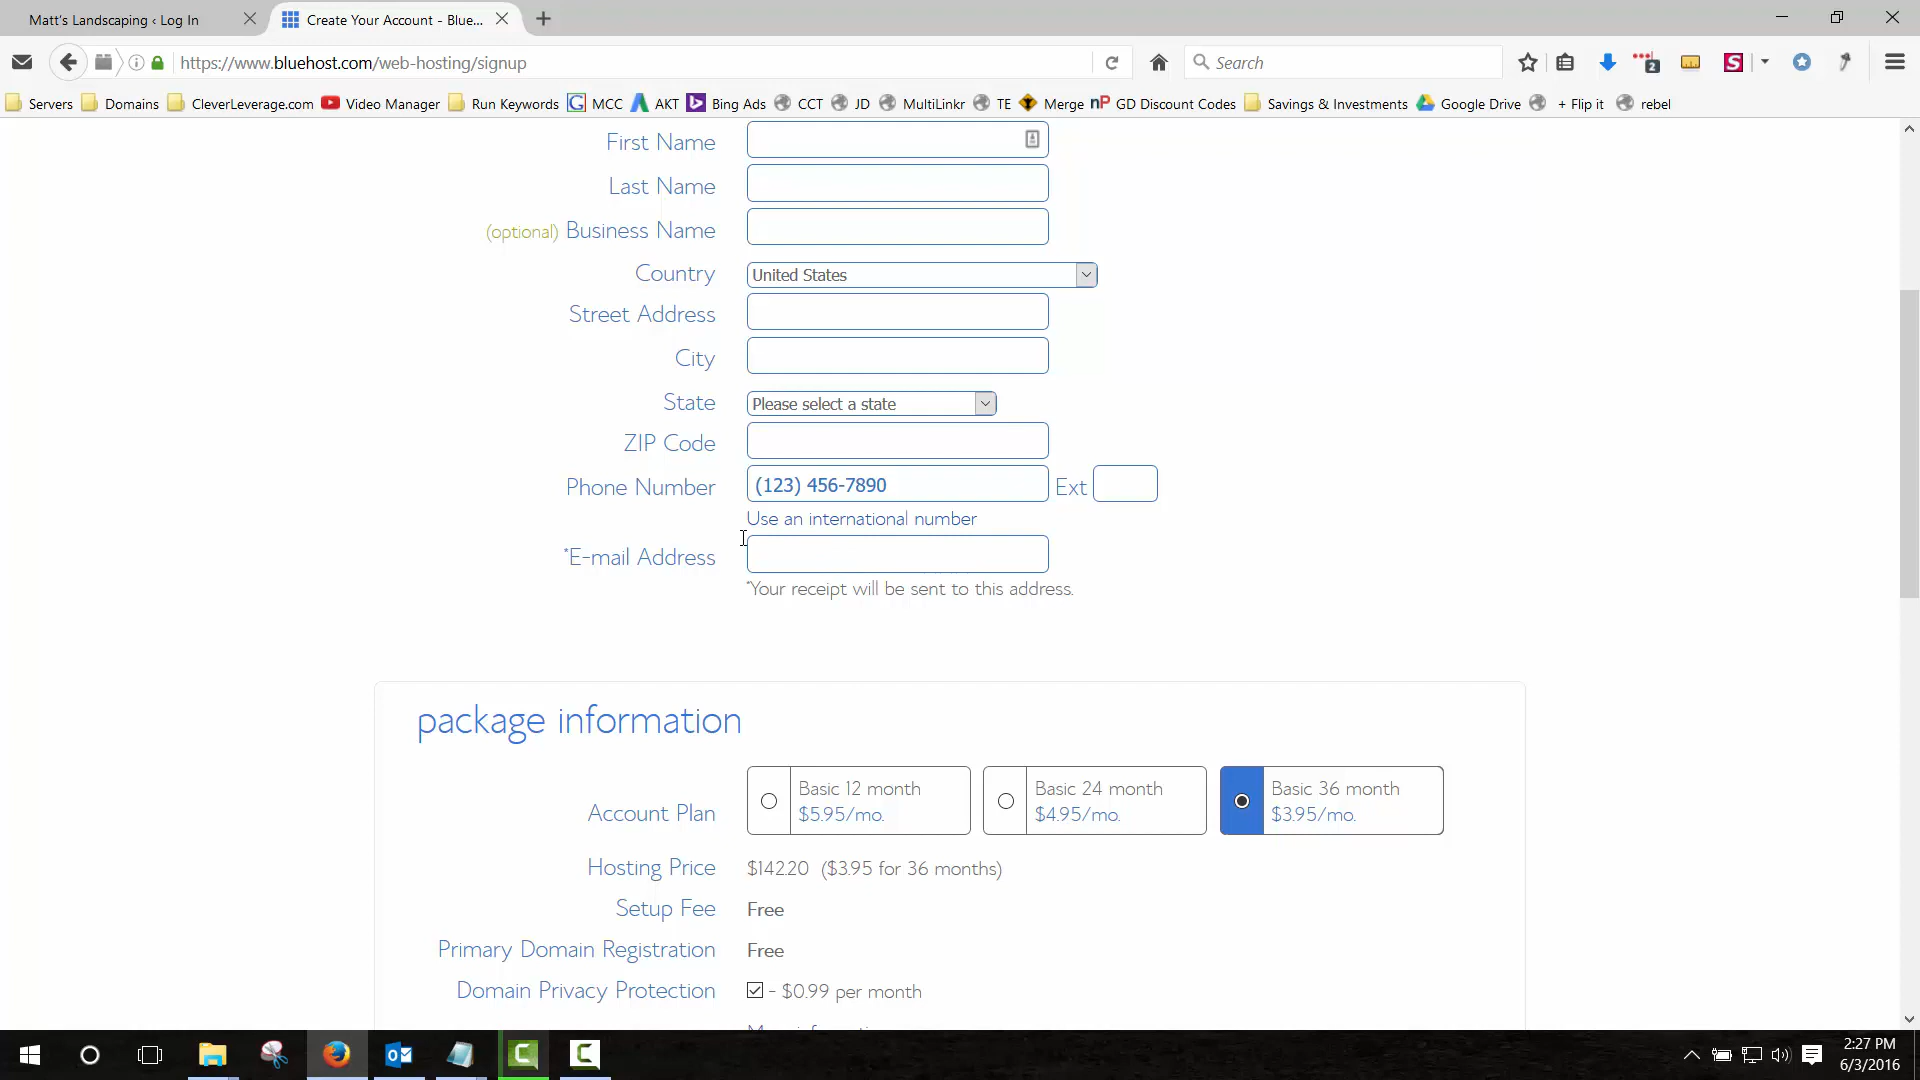 Matt's Landscaping ‹ Log In
Create Your Account - Blue...
https://www.bluehost.com/web-hosting/signup
Search
2
S
Servers
Domains
CleverLeverage.com
Video Manager
Run Keywords
MCC
AKT
Bing Ads
CCT
JD
MultiLinkr
TE
Merge
GD Discount Codes
Savings & Investments
Google Drive
+ Flip it
rebel
First Name
Last Name
(optional) Business Name
Country United States
Street Address
City
State Please select a state
ZIP Code
Phone Number (123) 456-7890 Ext
Use an international number
*E-mail Address
*Your receipt will be sent to this address.
package information
Account Plan
Basic 12 month
$5.95/mo.
Basic 24 month
$4.95/mo.
Basic 36 month
$3.95/mo.
Hosting Price $142.20 ($3.95 for 36 months)
Setup Fee Free
Primary Domain Registration Free
Domain Privacy Protection - $0.99 per month
2:27 PM
6/3/2016